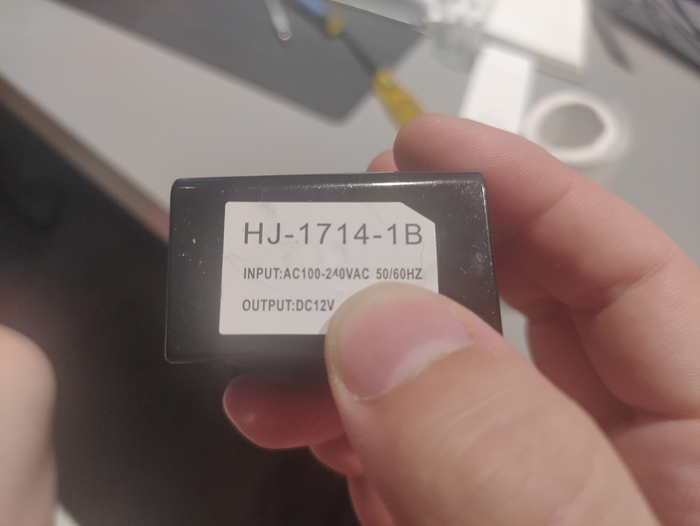 HJ-1714-1B
INPUT:AC100-240VAC 50/60HZ
OUTPUT:DC12V